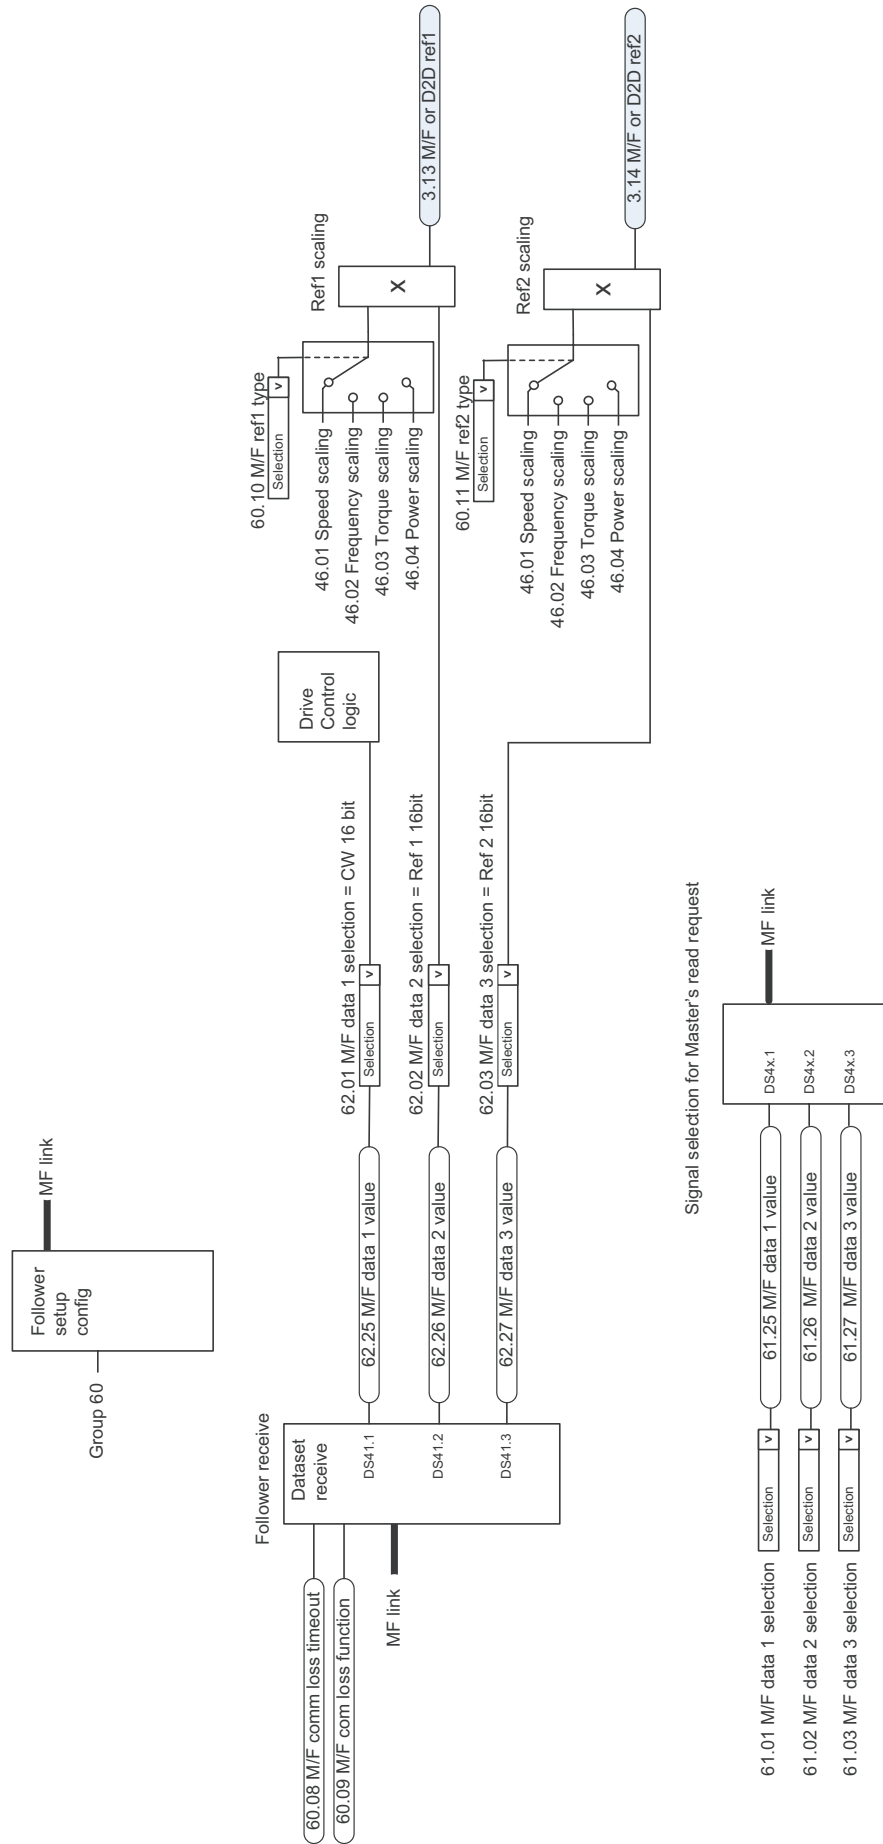 Group 60
Follower
setup
config
MF link
Follower receive
60.08 M/F comm loss timeout
60.09 M/F com loss function
MF link
Dataset
receive
DS41.1
DS41.2
DS41.3
62.25 M/F data 1 value
62.26 M/F data 2 value
62.27 M/F data 3 value
62.01 M/F data 1 selection = CW 16 bit
Selection
v
62.02 M/F data 2 selection = Ref 1 16bit
Selection
v
62.03 M/F data 3 selection = Ref 2 16bit
Selection
v
Drive
Control
logic
60.10 M/F ref1 type
Selection
v
46.01 Speed scaling
46.02 Frequency scaling
46.03 Torque scaling
46.04 Power scaling
Ref1 scaling
X
3.13 M/F or D2D ref1
60.11 M/F ref2 type
Selection
v
46.01 Speed scaling
46.02 Frequency scaling
46.03 Torque scaling
46.04 Power scaling
Ref2 scaling
X
3.14 M/F or D2D ref2
Signal selection for Master's read request
61.01 M/F data 1 selection
Selection
v
61.25 M/F data 1 value
DS4x.1
61.02 M/F data 2 selection
Selection
v
61.26 M/F data 2 value
DS4x.2
61.03 M/F data 3 selection
Selection
v
61.27 M/F data 3 value
DS4x.3
MF link